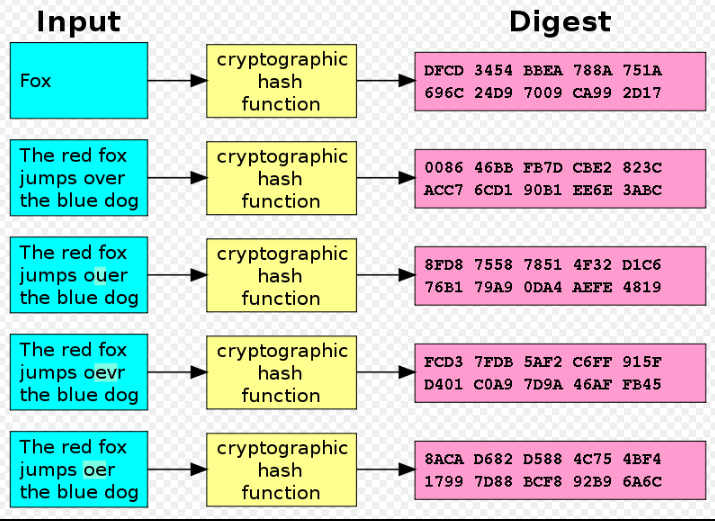 Input
Digest
Fox
cryptographic
hash
function
DFCD 3454 BBEA 788A 751A
696C 24D9 7009 CA99 2D17
The red fox
jumps over
the blue dog
cryptographic
hash
function
0086 46BB FB7D CBE2 823C
ACC7 6CD1 90B1 EE6E 3ABC
The red fox
jumps ouer
the blue dog
cryptographic
hash
function
8FD8 7558 7851 4F32 D1C6
76B1 79A9 0DA4 AEFE 4819
The red fox
jumps oevr
the blue dog
cryptographic
hash
function
FCD3 7FDB 5AF2 C6FF 915F
D401 C0A9 7D9A 46AF FB45
The red fox
jumps oer
the blue dog
cryptographic
hash
function
8ACA D682 D588 4C75 4BF4
1799 7D88 BCF8 92B9 6A6C